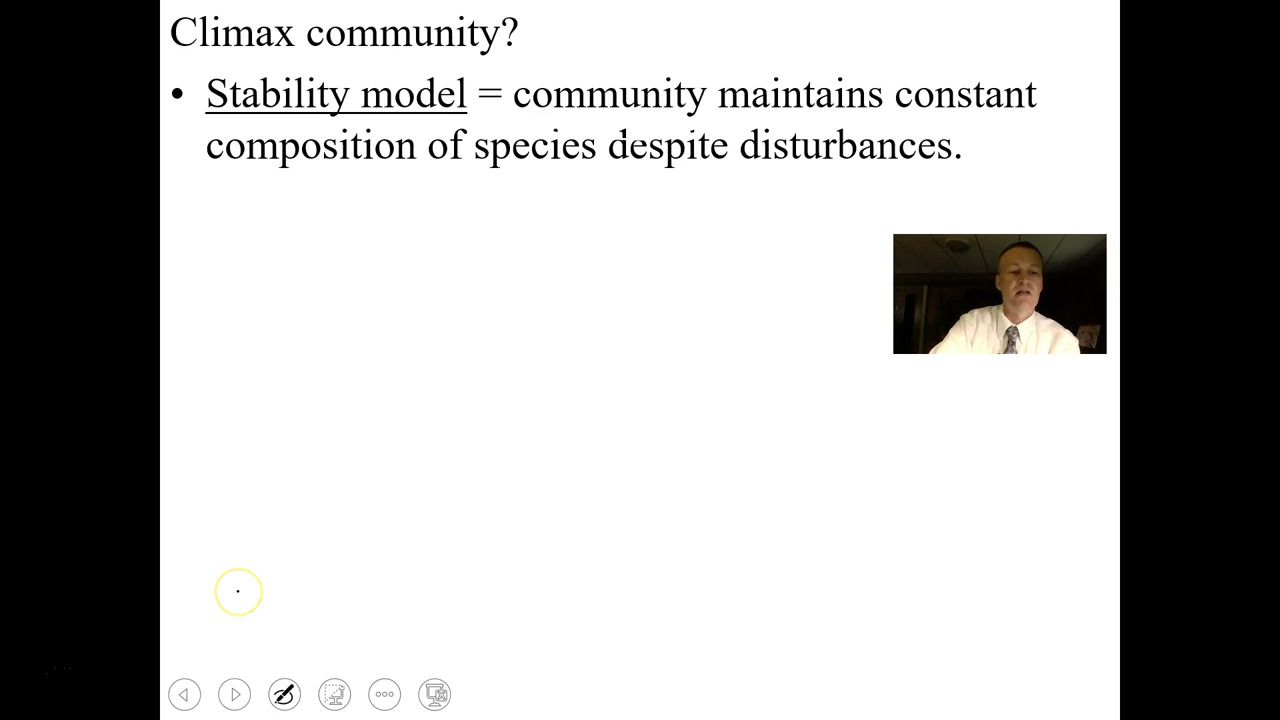 Climax community?
• Stability model = community maintains constant
composition of species despite disturbances.